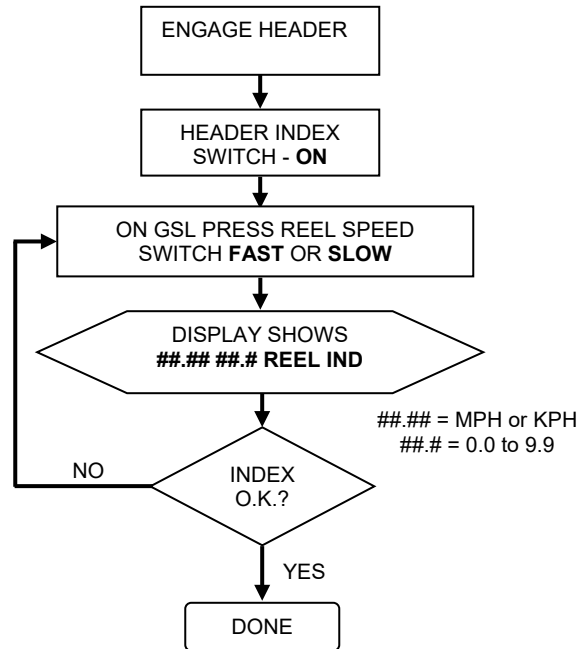 ENGAGE HEADER
HEADER INDEX
SWITCH - ON
ON GSL PRESS REEL SPEED
SWITCH FAST OR SLOW
DISPLAY SHOWS
##.## ##.# REEL IND
##.## = MPH or KPH
##.# = 0.0 to 9.9
NO
INDEX
O.K.?
YES
DONE